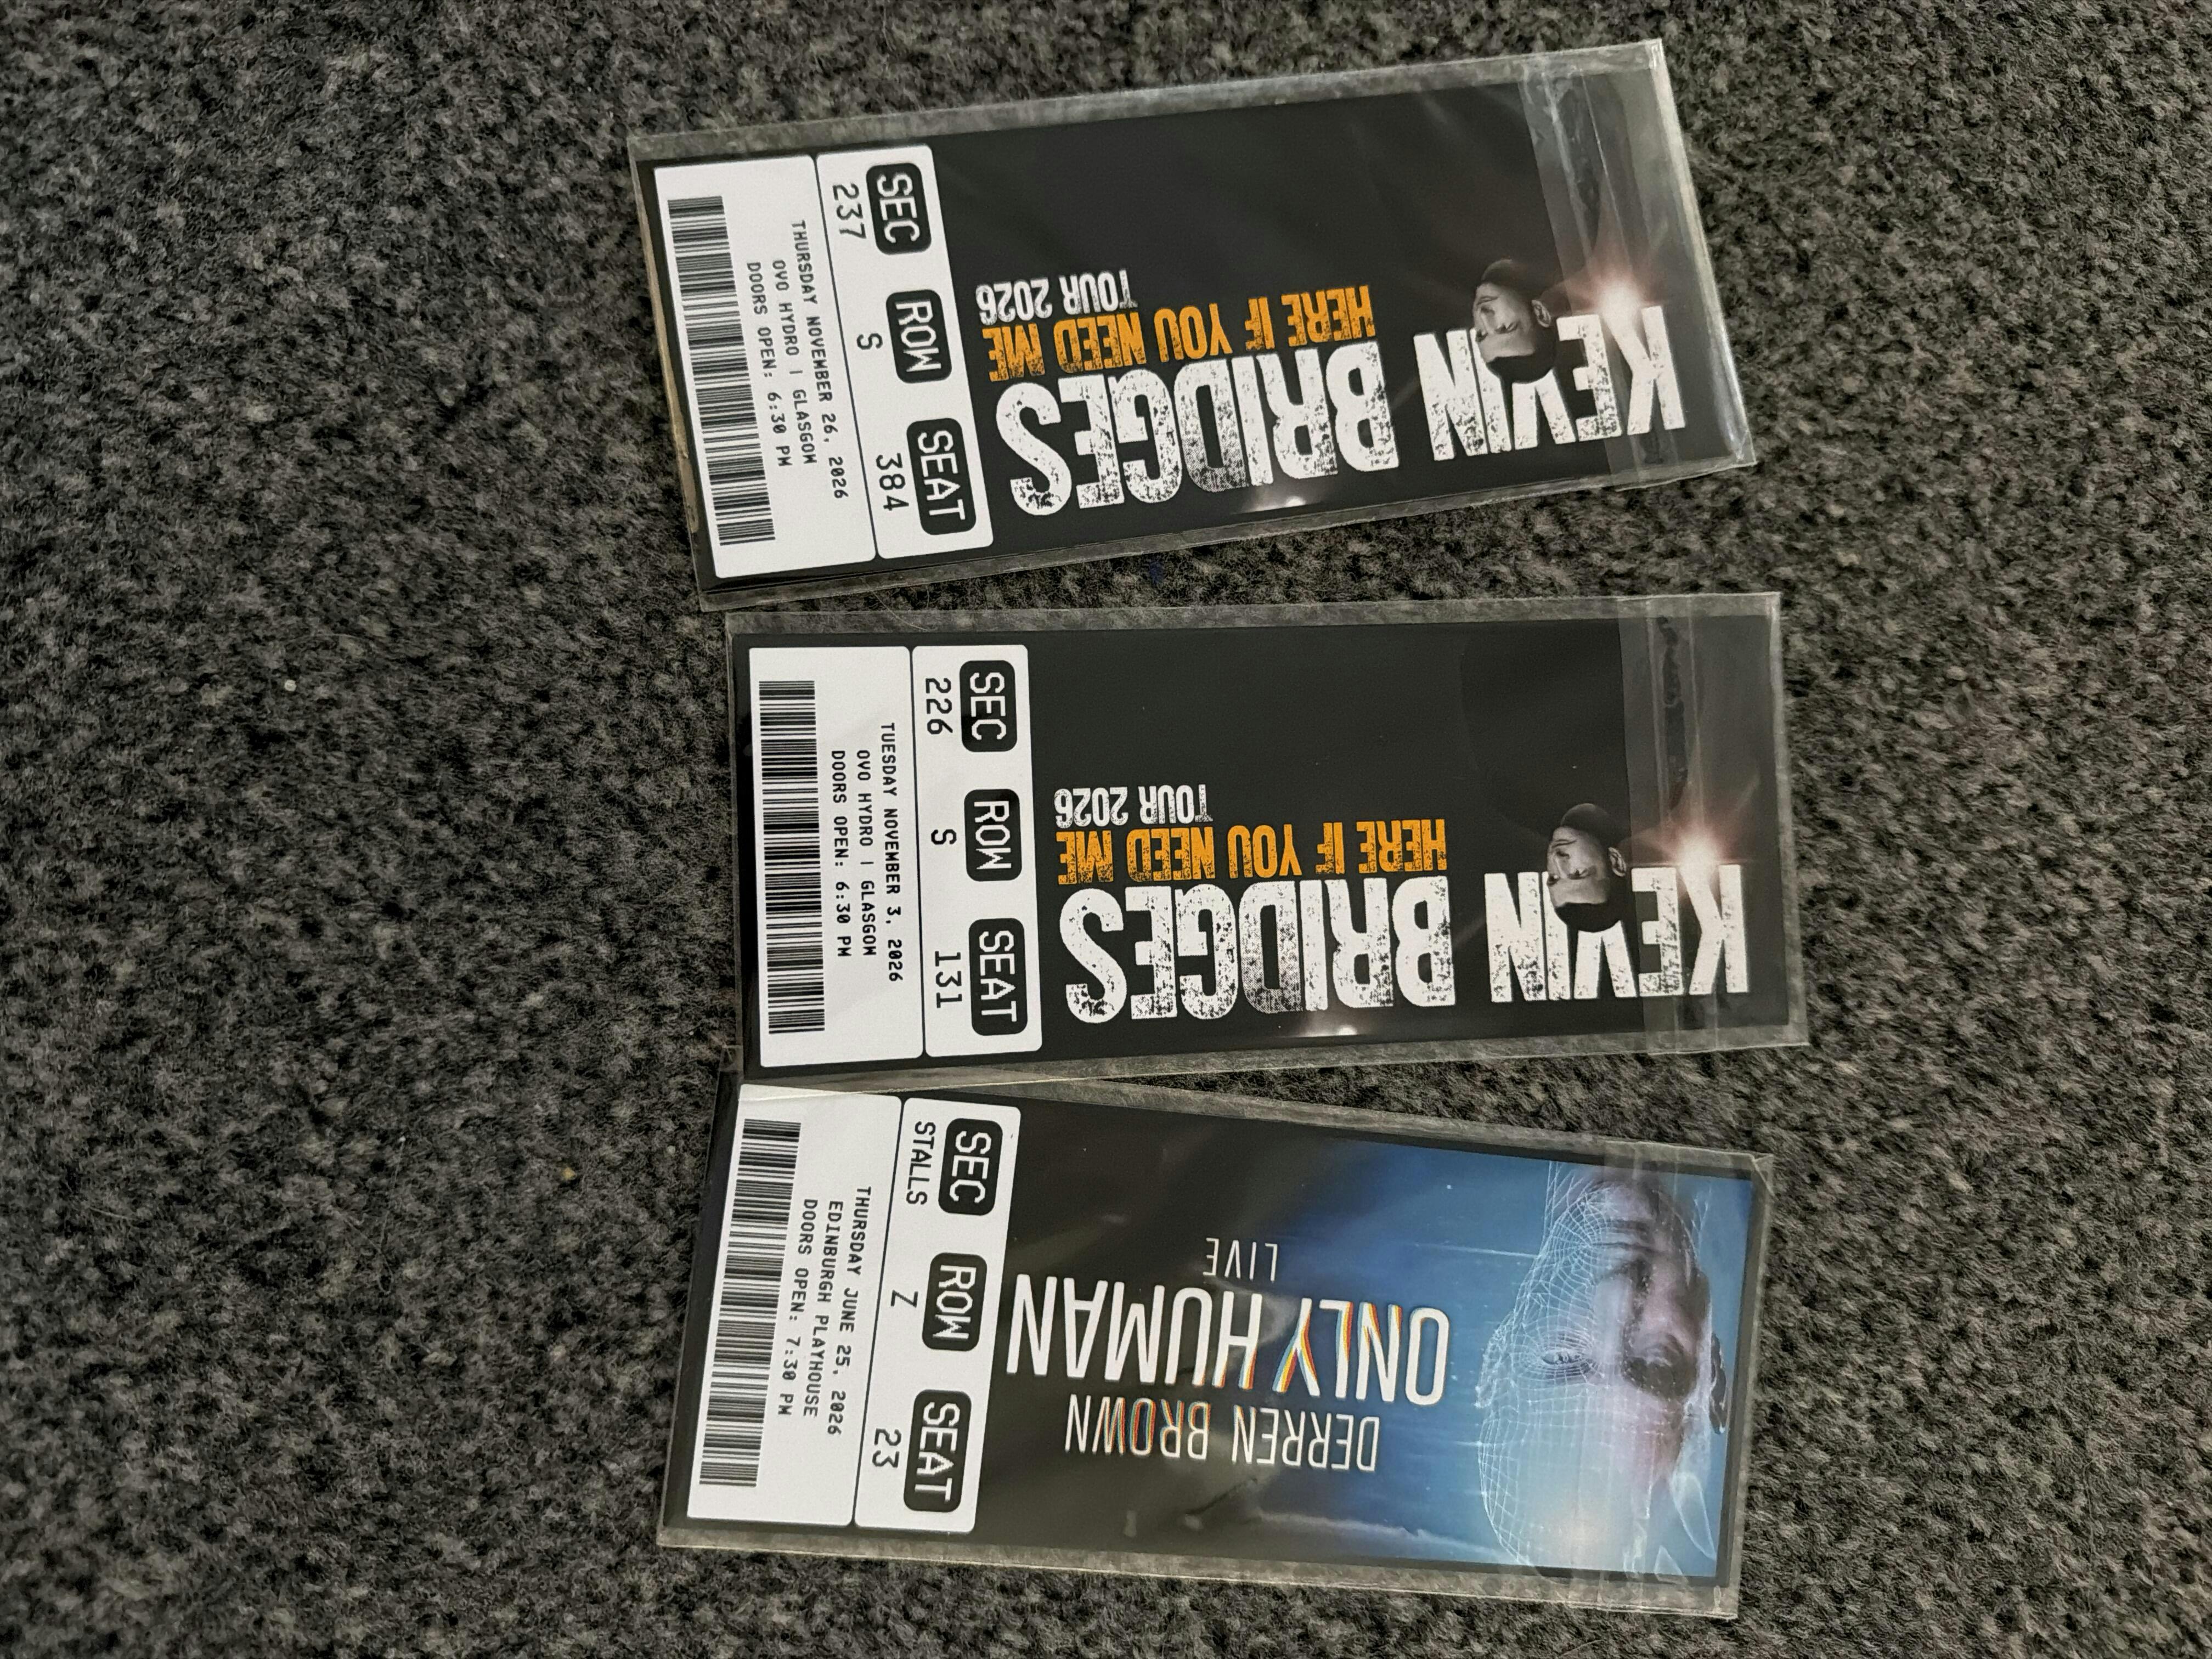 KEVIN BRIDGES
HERE IF YOU NEED ME
TOUR 2026
SEC ROW SEAT
237 S 384
THURSDAY NOVEMBER 26, 2026
OVO HYDRO | GLASGOW
DOORS OPEN: 6:30 PM
KEVIN BRIDGES
HERE IF YOU NEED ME
TOUR 2026
SEC ROW SEAT
226 S 131
TUESDAY NOVEMBER 3, 2026
OVO HYDRO | GLASGOW
DOORS OPEN: 6:30 PM
DERREN BROWN
ONLY HUMAN
LIVE
SEC ROW SEAT
STALLS Z 23
THURSDAY JUNE 25, 2026
EDINBURGH PLAYHOUSE
DOORS OPEN: 7:30 PM